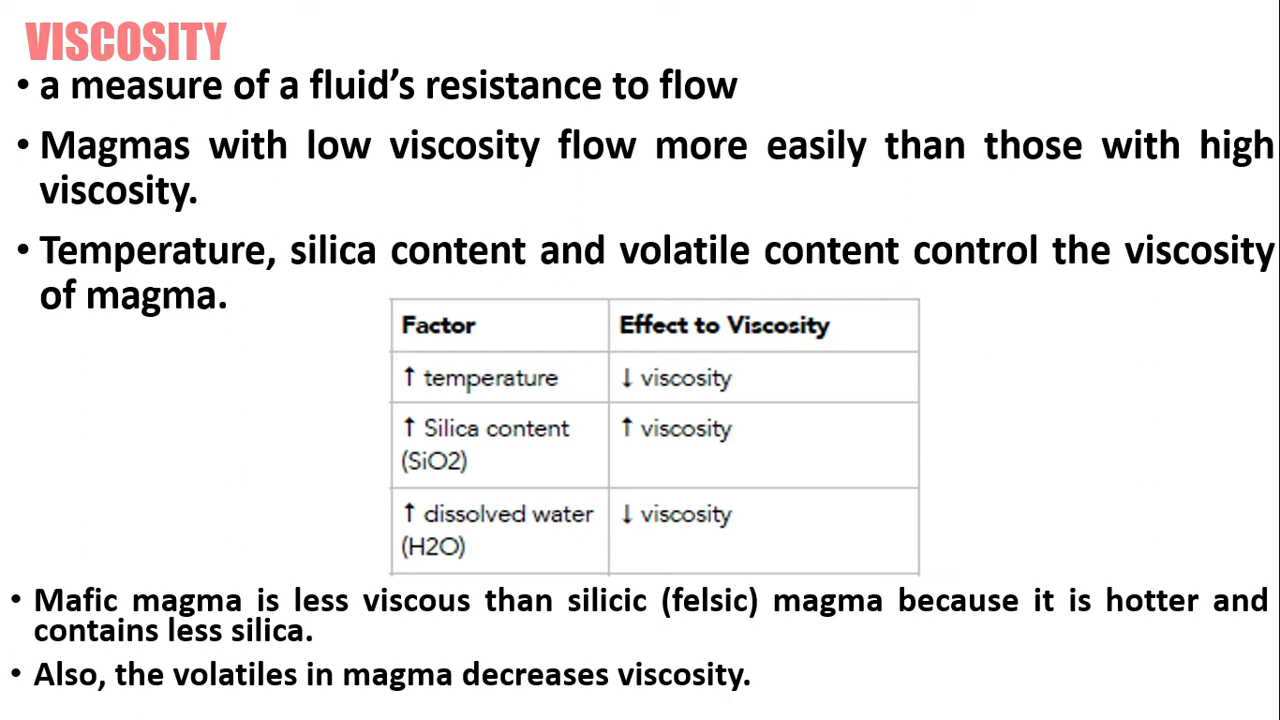 VISCOSITY
• a measure of a fluid’s resistance to flow
• Magmas with low viscosity flow more easily than those with high
viscosity.
• Temperature, silica content and volatile content control the viscosity
of magma.
Factor Effect to Viscosity
↑ temperature ↓ viscosity
↑ Silica content ↑ viscosity
(SiO2)
↑ dissolved water ↓ viscosity
(H2O)
• Mafic magma is less viscous than silicic (felsic) magma because it is hotter and
contains less silica.
• Also, the volatiles in magma decreases viscosity.